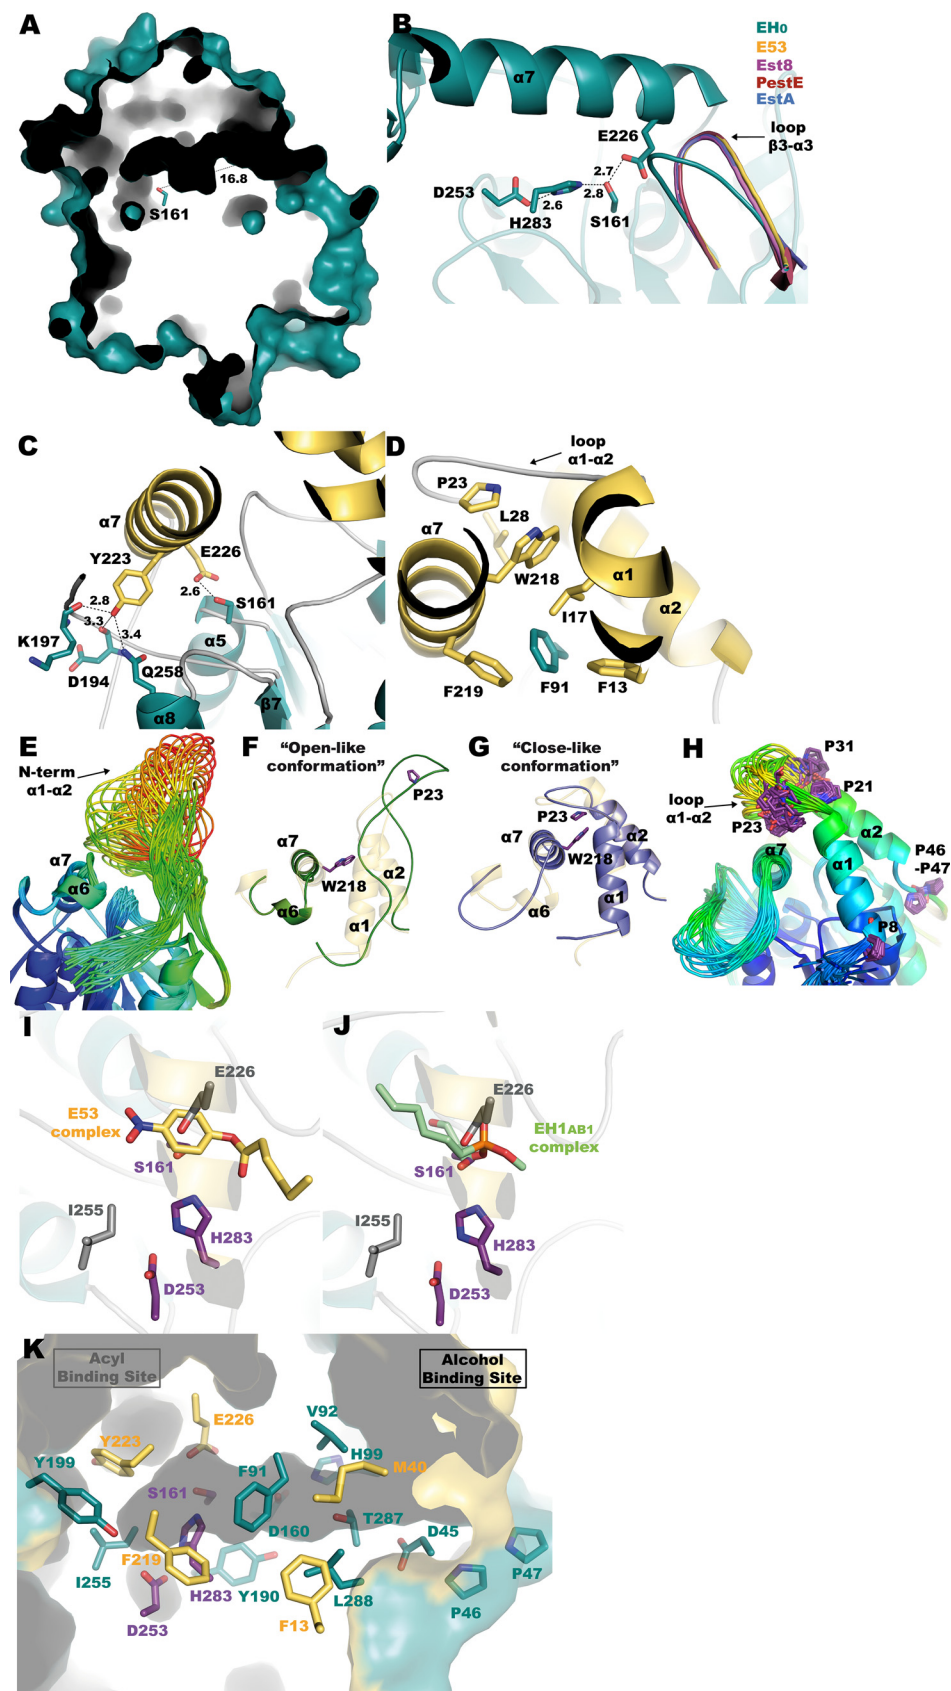 A
16.8
S161
B
EH0
E53
Est8
PestE
EstA
α7
E226
loop
β3-α3
2.7
D253
2.8
2.6
H283
S161
C
α7
Y223
E226
2.8
2.6
S161
3.3
3.4
K197
α5
D194
Q258
β7
α8
D
loop
α1-α2
P23
L28
α7
W218
α1
I17
α2
F219
F91
F13
E
N-term
α1-α2
α7
α6
F
"Open-like
conformation"
P23
α7
W218
α2
α6
α1
G
"Close-like
conformation"
P23
α7
α2
W218
α6
α1
H
P31
P21
loop
α1-α2
P23
α2
α7
α1
P46
-P47
P8
I
E226
E53
complex
S161
I255
H283
D253
J
E226
EH1AB1
complex
S161
I255
H283
D253
K
Acyl
Binding Site
Alcohol
Binding Site
E226
V92
Y223
H99
Y199
F91
M40
S161
T287
D160
D45
F219
I255
H283
Y190
L288
P47
P46
D253
F13